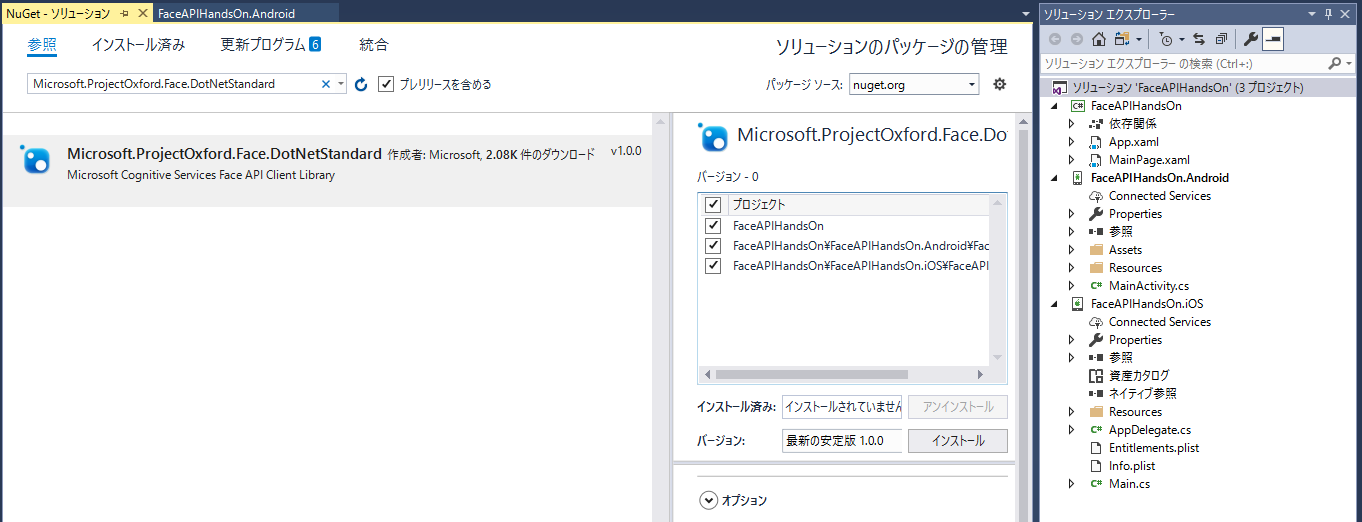 NuGet - ソリューション
FaceAPIHandsOn.Android
参照 インストール済み 更新プログラム 6 統合
ソリューションのパッケージの管理
Microsoft.ProjectOxford.Face.DotNetStandard
プレリリースを含める
パッケージ ソース: nuget.org
Microsoft.ProjectOxford.Face.DotNetStandard 作成者: Microsoft, 2.08K 件のダウンロード v1.0.0
Microsoft Cognitive Services Face API Client Library
Microsoft.ProjectOxford.Face.Do
バージョン - 0
プロジェクト
FaceAPIHandsOn
FaceAPIHandsOn¥FaceAPIHandsOn.Android¥Fac
FaceAPIHandsOn¥FaceAPIHandsOn.iOS¥FaceAPI
インストール済み: インストールされていません アンインストール
バージョン: 最新の安定版 1.0.0 インストール
オプション
ソリューション エクスプローラー
ソリューション エクスプローラー の検索 (Ctrl+:)
ソリューション 'FaceAPIHandsOn' (3 プロジェクト)
C# FaceAPIHandsOn
依存関係
App.xaml
MainPage.xaml
FaceAPIHandsOn.Android
Connected Services
Properties
参照
Assets
Resources
C# MainActivity.cs
FaceAPIHandsOn.iOS
Connected Services
Properties
参照
資産カタログ
ネイティブ参照
Resources
C# AppDelegate.cs
Entitlements.plist
Info.plist
C# Main.cs